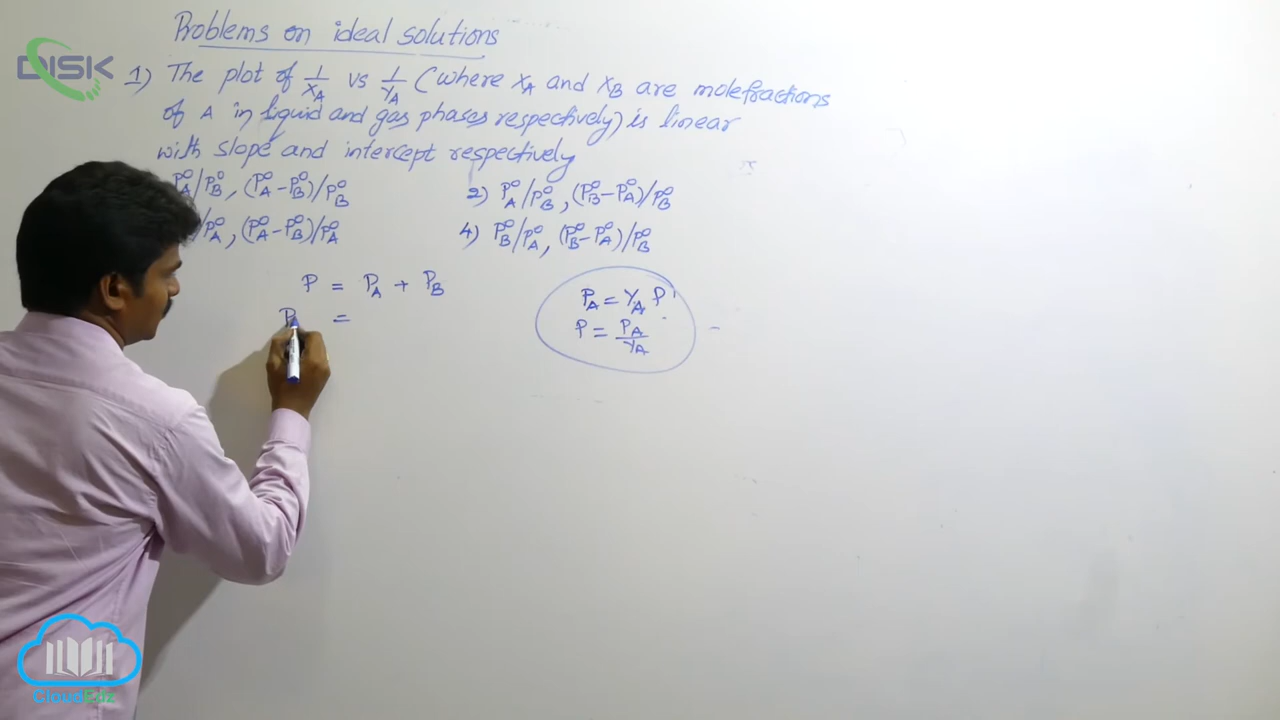 Problems on ideal solutions
DISK
1) The plot of 1/XA vs 1/YA (where XA and XB are molefractions
of A in liquid and gas phases respectively) is linear
with slope and intercept respectively
P°A/P°B, (P°A-P°B)/P°B
2) P°A/P°B, (P°B-P°A)/P°B
/P°A, (P°A-P°B)/P°A
4) P°B/P°A, (P°B-P°A)/P°B
P = PA + PB
PA = YA P
P =
P = PA/YA
CloudEdz